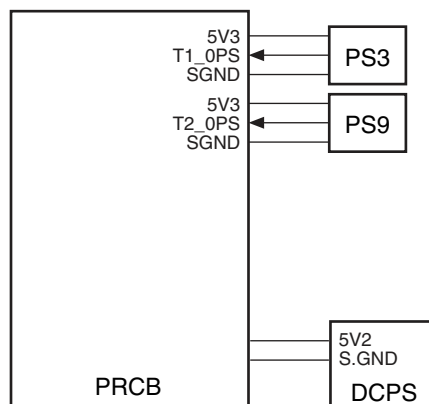 5V3
T1_0PS
SGND
PS3
5V3
T2_0PS
SGND
PS9
5V2
S.GND
PRCB
DCPS